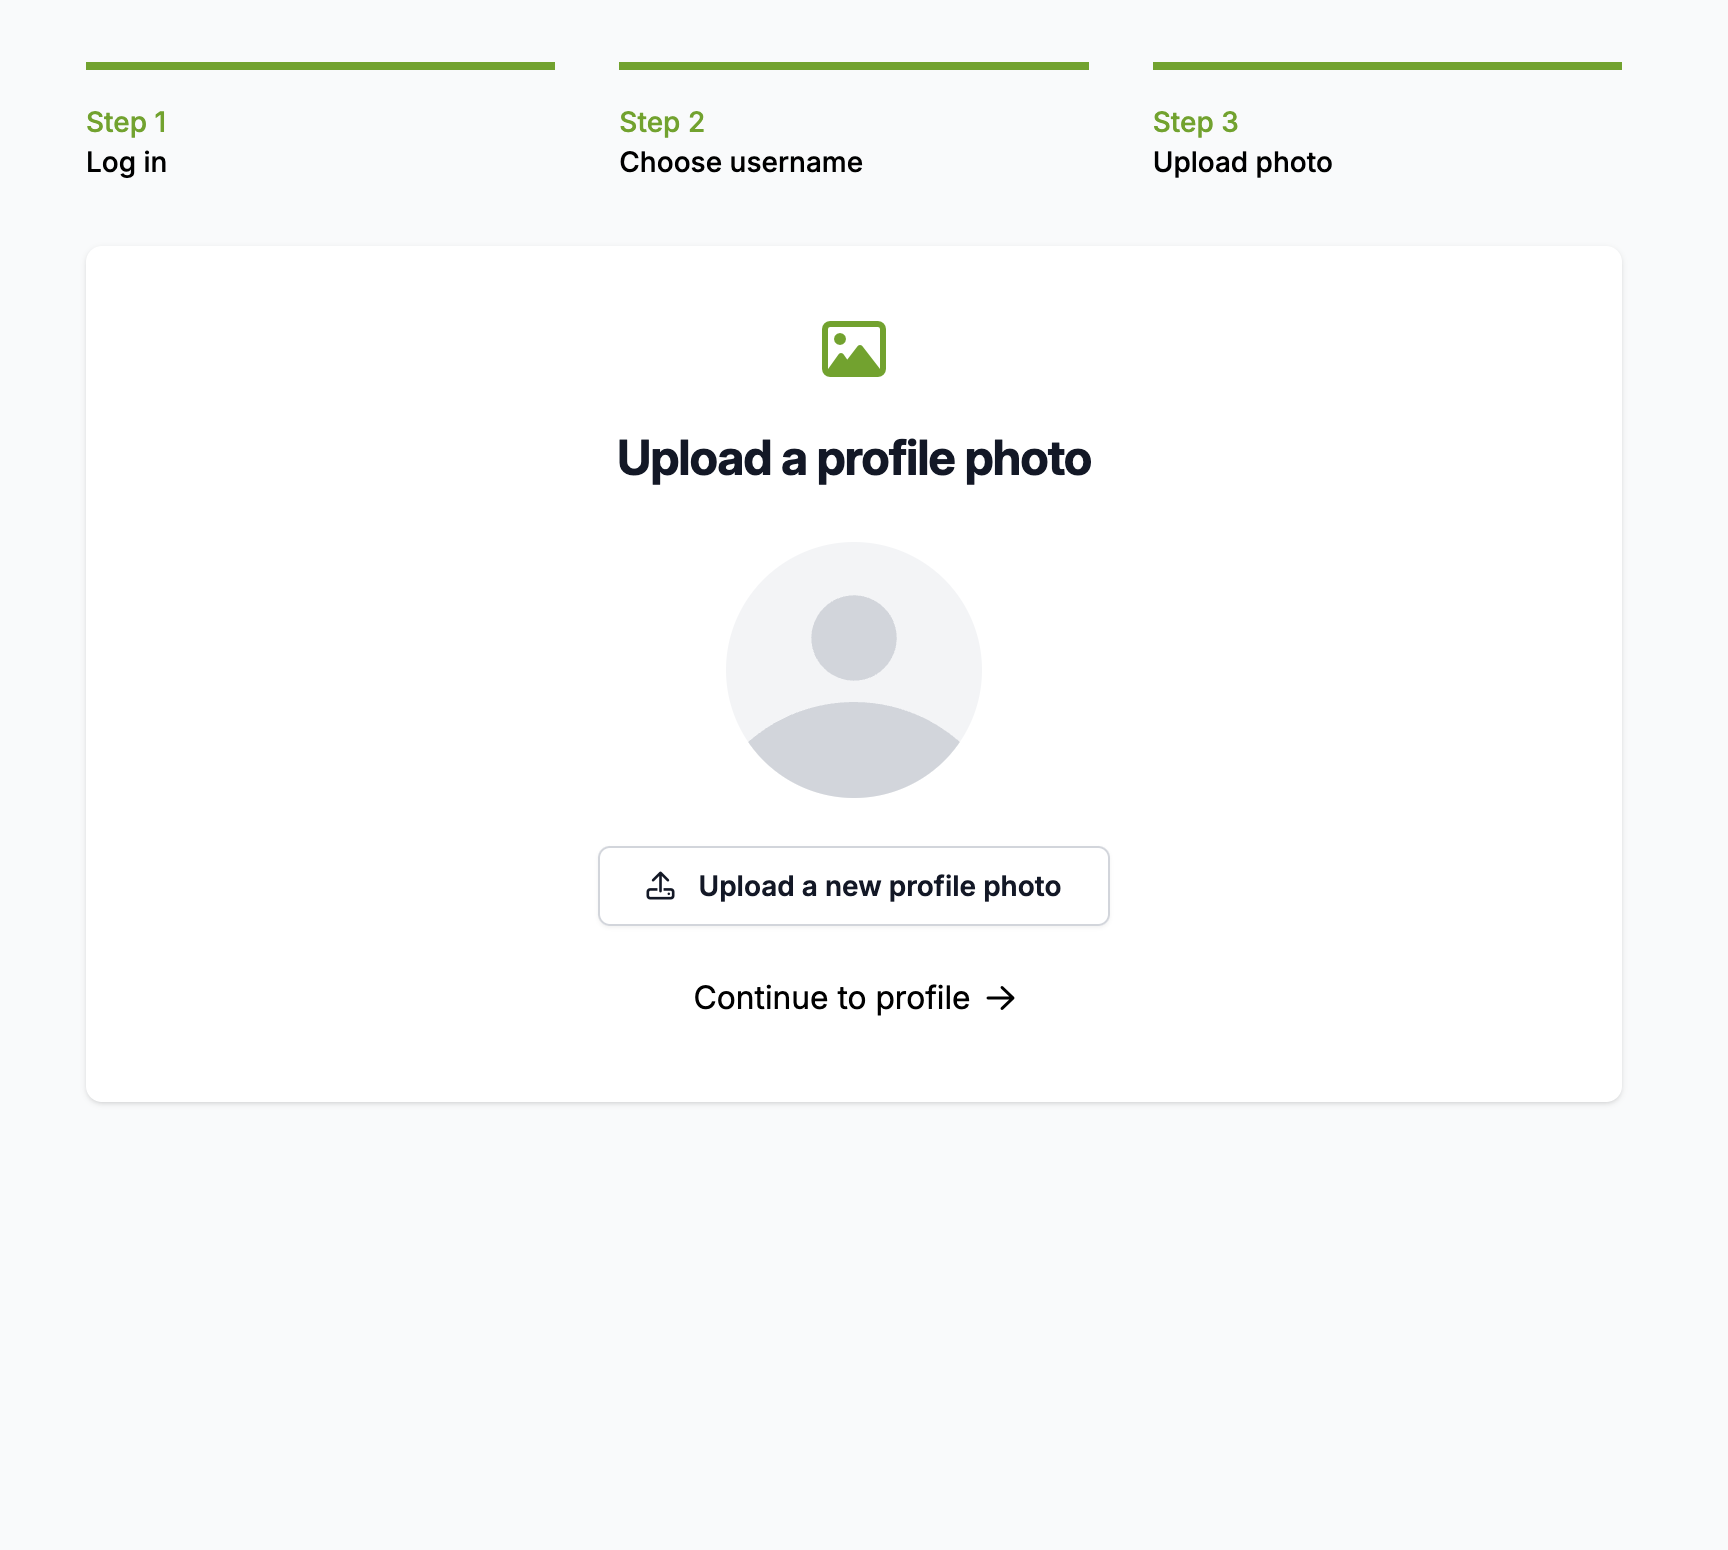 Step 1
Log in
Step 2
Choose username
Step 3
Upload photo
Upload a profile photo
Upload a new profile photo
Continue to profile →